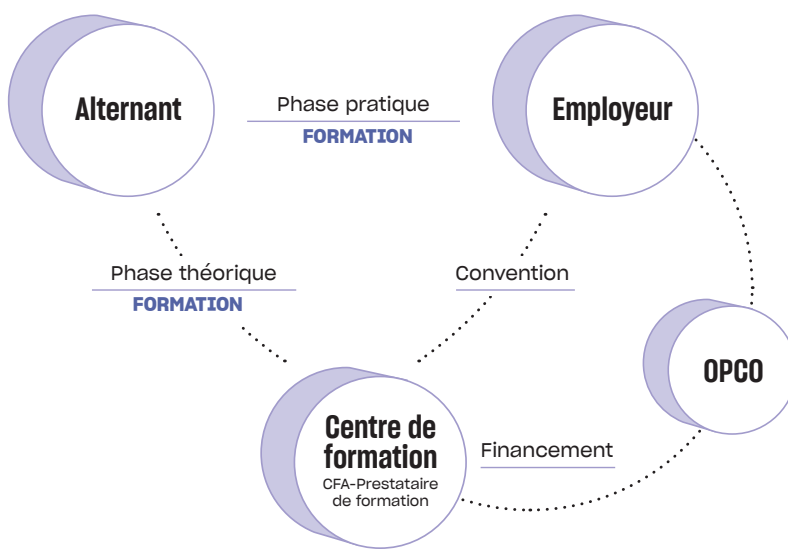 Alternant
Phase pratique
FORMATION
Employeur
Phase théorique
FORMATION
Convention
OPCO
Centre de
formation
CFA-Prestataire
de formation
Financement